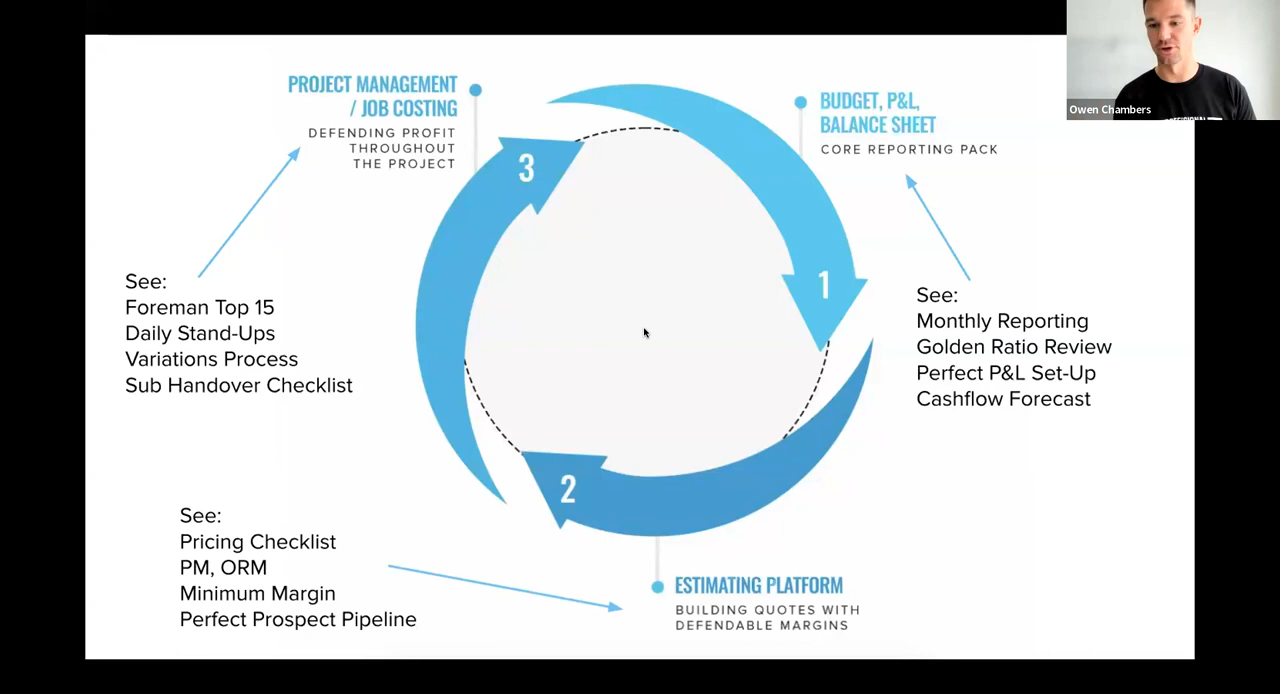 PROJECT MANAGEMENT
/ JOB COSTING
DEFENDING PROFIT
THROUGHOUT
THE PROJECT
3
BUDGET, P&L,
BALANCE SHEET
CORE REPORTING PACK
Owen Chambers
1
See:
Foreman Top 15
Daily Stand-Ups
Variations Process
Sub Handover Checklist
See:
Monthly Reporting
Golden Ratio Review
Perfect P&L Set-Up
Cashflow Forecast
2
See:
Pricing Checklist
PM, ORM
Minimum Margin
Perfect Prospect Pipeline
ESTIMATING PLATFORM
BUILDING QUOTES WITH
DEFENDABLE MARGINS